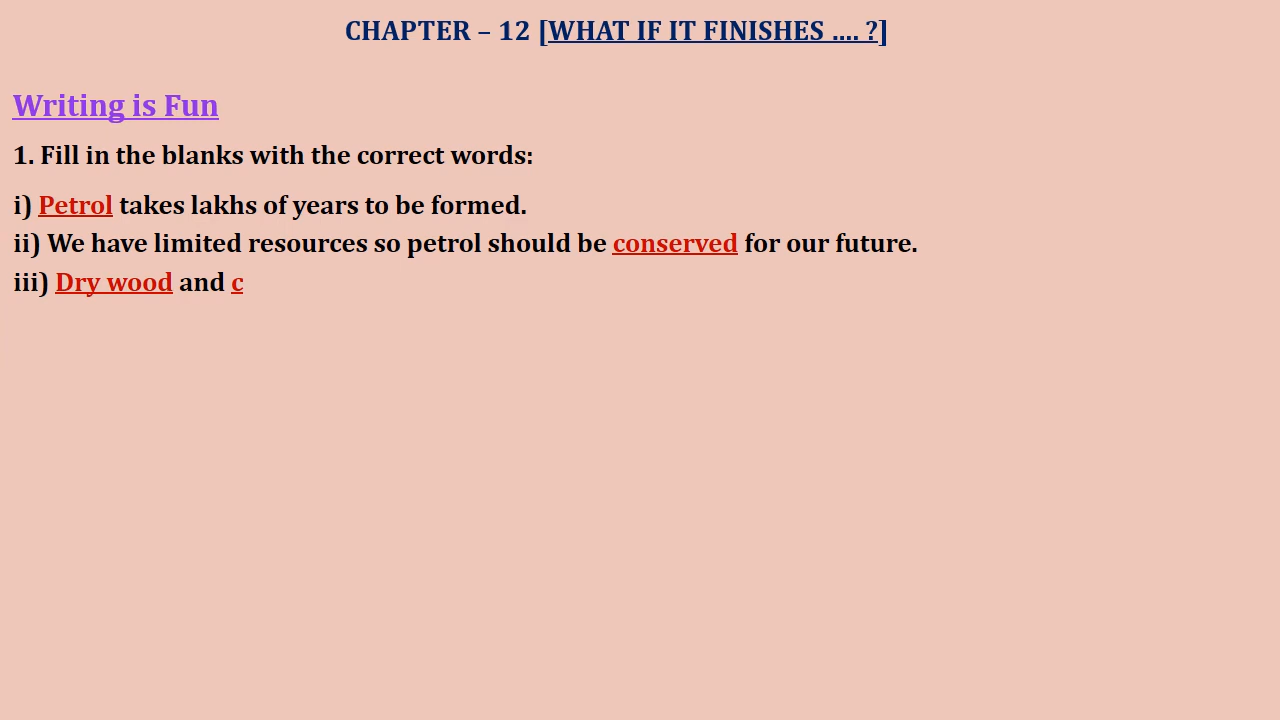 CHAPTER – 12 [WHAT IF IT FINISHES .... ?]
Writing is Fun
1. Fill in the blanks with the correct words:
i) Petrol takes lakhs of years to be formed.
ii) We have limited resources so petrol should be conserved for our future.
iii) Dry wood and c